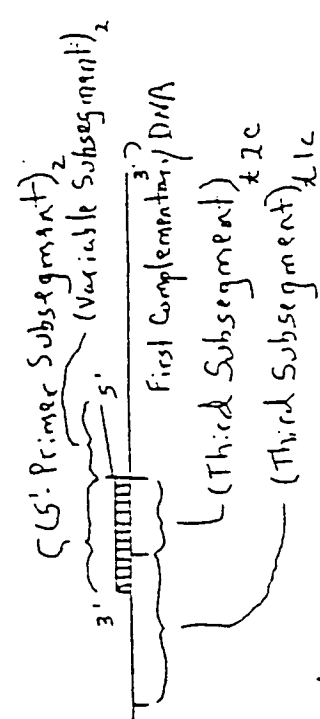 (5'-Primer Subsegment)2
(Variable Subsegment)2
3'
5'
3'
First Complementary DNA
(Third Subsegment)±2c
(Third Subsegment)±1c